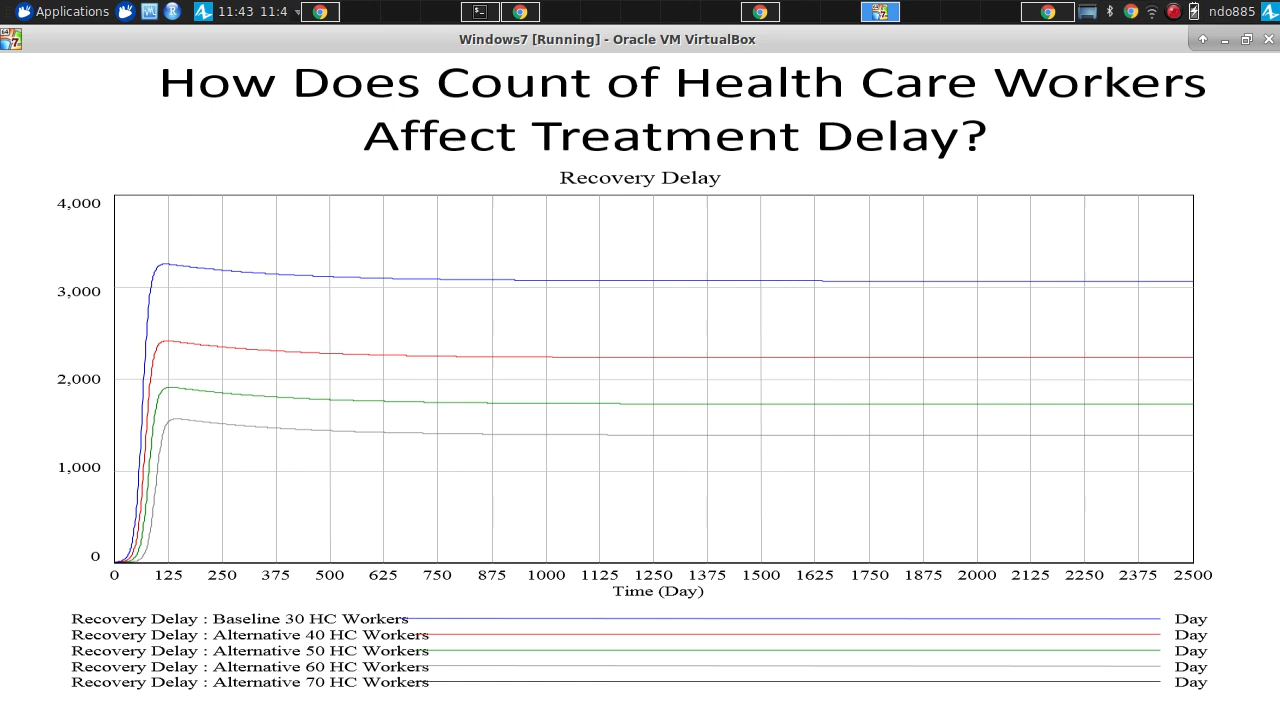 Applications 11:43 11:4 ndo885
Windows7 [Running] - Oracle VM VirtualBox
How Does Count of Health Care Workers
Affect Treatment Delay?
Recovery Delay
4,000
3,000
2,000
1,000
0
0 125 250 375 500 625 750 875 1000 1125 1250 1375 1500 1625 1750 1875 2000 2125 2250 2375 2500
Time (Day)
Recovery Delay : Baseline 30 HC Workers Day
Recovery Delay : Alternative 40 HC Workers Day
Recovery Delay : Alternative 50 HC Workers Day
Recovery Delay : Alternative 60 HC Workers Day
Recovery Delay : Alternative 70 HC Workers Day